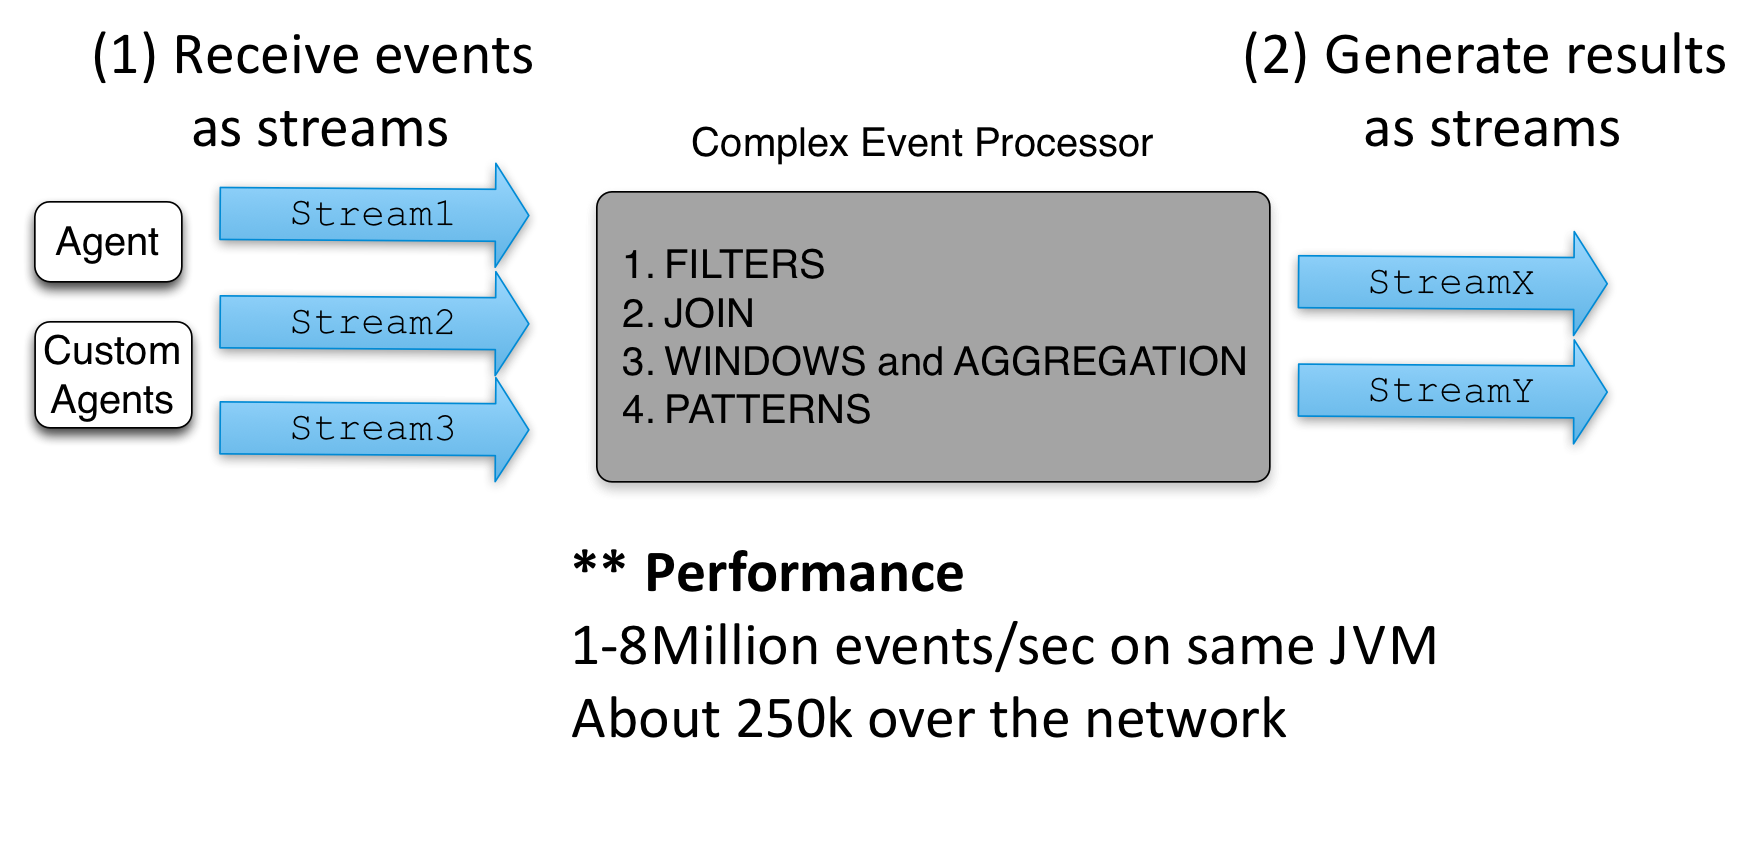 (1) Receive events
as streams
(2) Generate results
as streams
Complex Event Processor
Agent
Custom
Agents
Stream1
Stream2
Stream3
1. FILTERS
2. JOIN
3. WINDOWS and AGGREGATION
4. PATTERNS
StreamX
StreamY
** Performance
1-8Million events/sec on same JVM
About 250k over the network